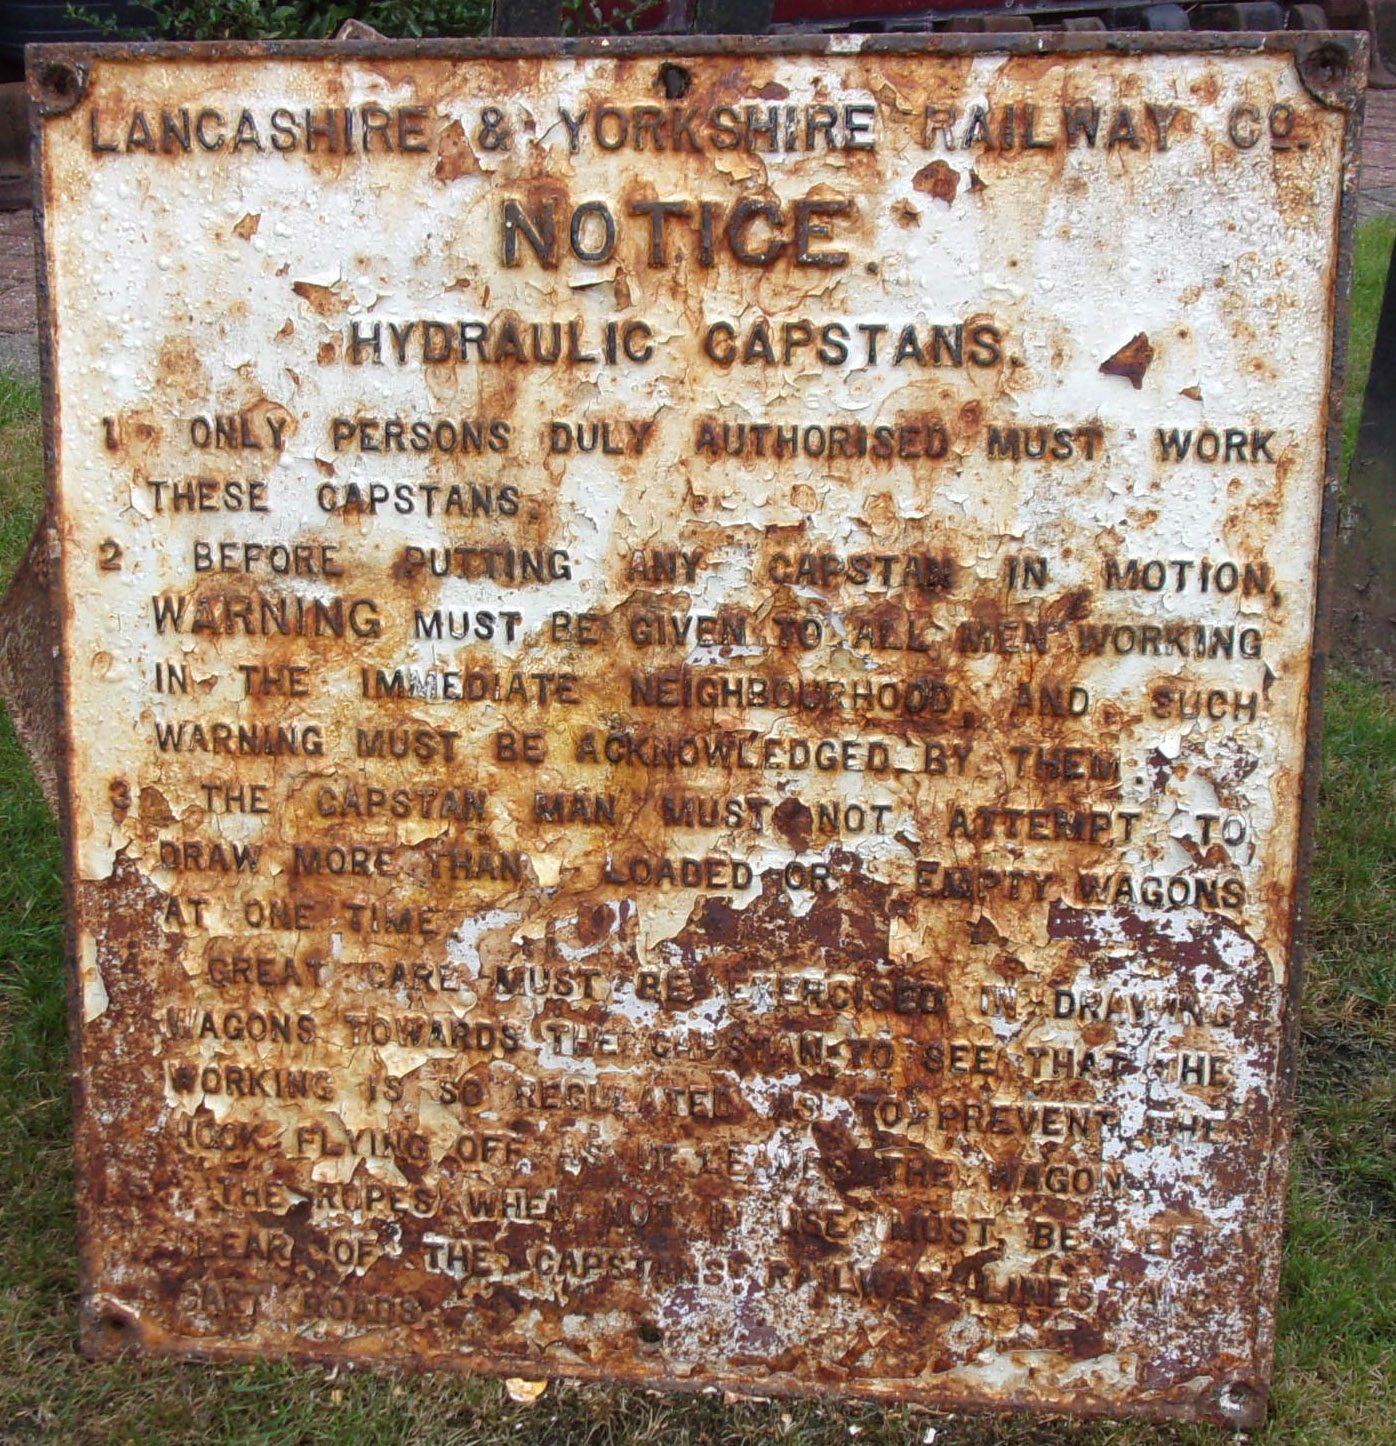 LANCASHIRE & YORKSHIRE RAILWAY CO.
NOTICE.
HYDRAULIC CAPSTANS.
1 ONLY PERSONS DULY AUTHORISED MUST WORK
THESE CAPSTANS.
2 BEFORE PUTTING ANY CAPSTAN IN MOTION,
WARNING MUST BE GIVEN TO ALL MEN WORKING
IN THE IMMEDIATE NEIGHBOURHOOD, AND SUCH
WARNING MUST BE ACKNOWLEDGED BY THEM.
3 THE CAPSTAN MAN MUST NOT ATTEMPT TO
DRAW MORE THAN LOADED OR EMPTY WAGONS
AT ONE TIME
4 GREAT CARE MUST BE EXERCISED IN DRAWING
WAGONS TOWARDS THE CAPSTAN TO SEE THAT THE
WORKING IS SO REGULATED AS TO PREVENT THE
HOOK FLYING OFF AS IT LEAVES THE WAGON
5 THE ROPES WHEN NOT IN USE MUST BE KEPT
CLEAR OF THE CAPSTANS, RAILWAY LINES, AND
CART ROADS